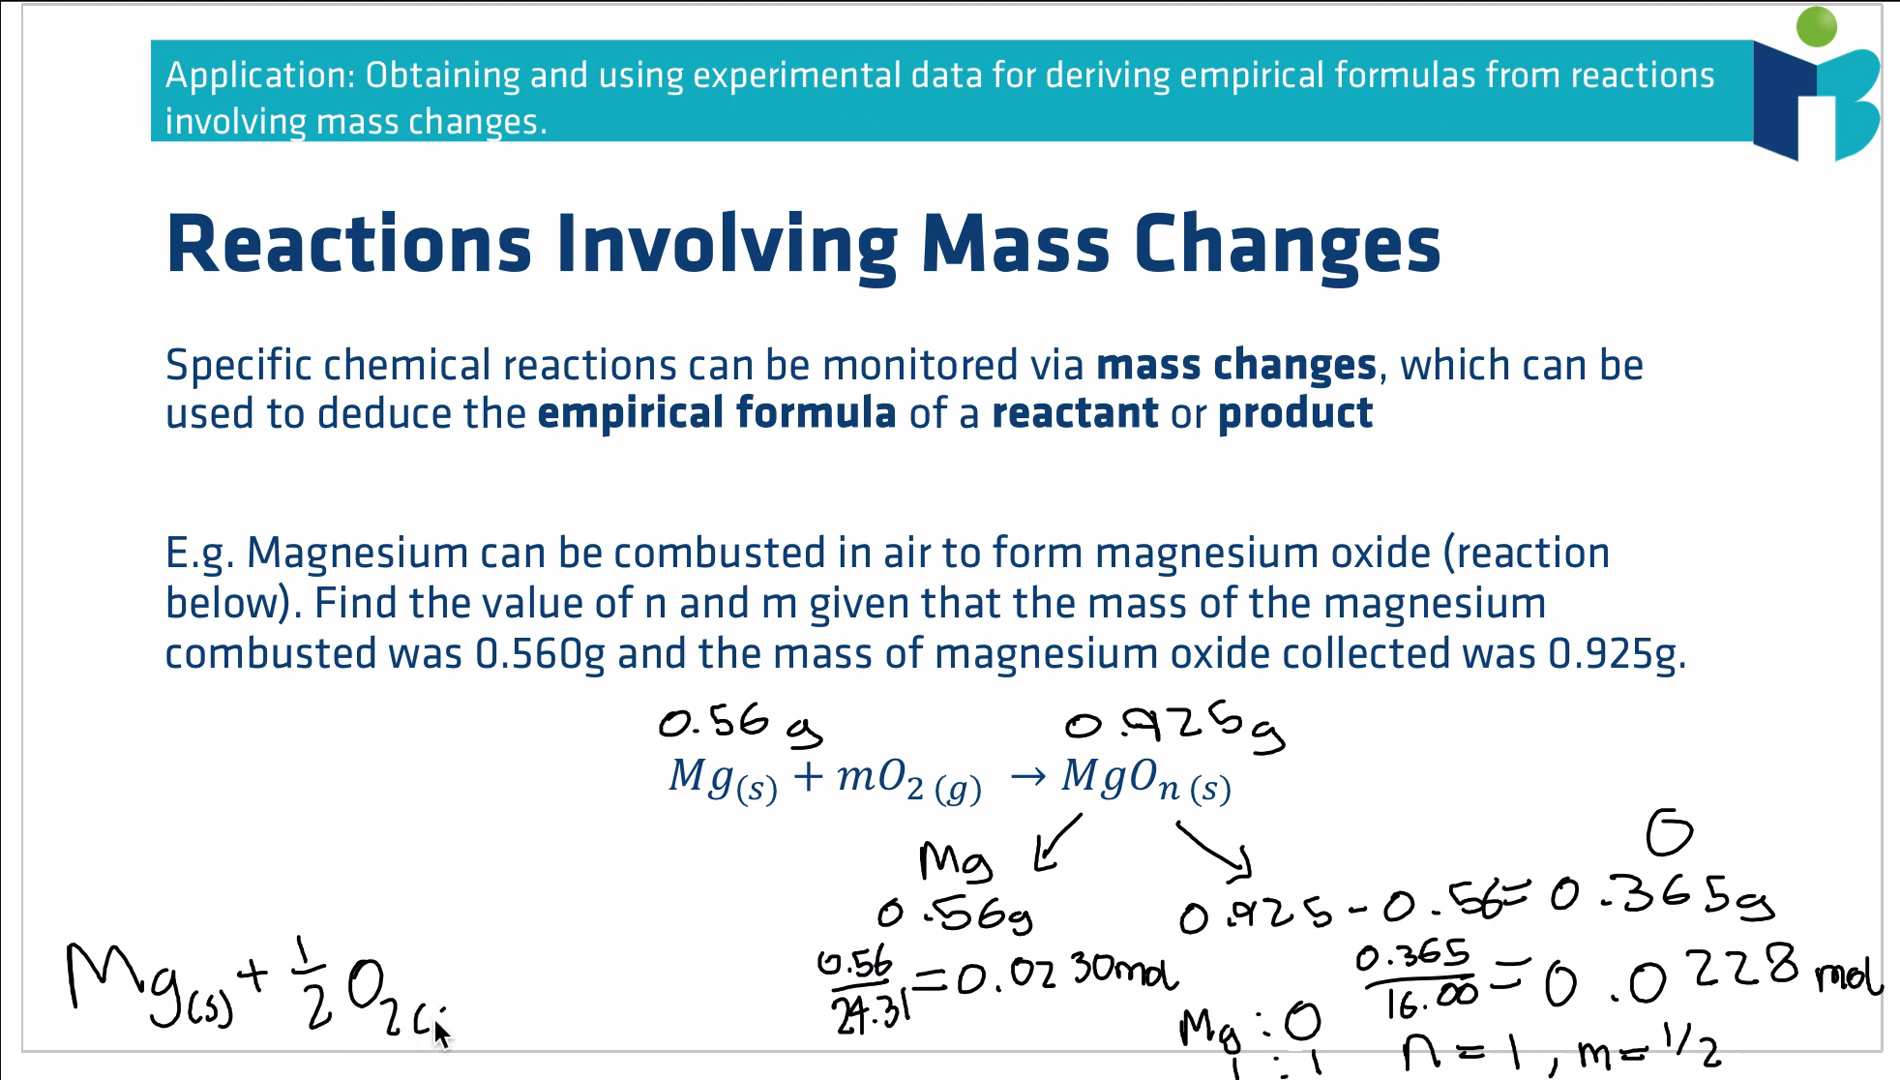 Application: Obtaining and using experimental data for deriving empirical formulas from reactions
involving mass changes.
Reactions Involving Mass Changes
Specific chemical reactions can be monitored via mass changes, which can be
used to deduce the empirical formula of a reactant or product
E.g. Magnesium can be combusted in air to form magnesium oxide (reaction
below). Find the value of n and m given that the mass of the magnesium
combusted was 0.560g and the mass of magnesium oxide collected was 0.925g.
0.56g 0.925g
Mg(s) + mO2 (g) → MgOn (s)
O
Mg
0.56g 0.925 - 0.56 = 0.365g
0.56/24.31 = 0.0230mol 0.365/16.00 = 0.0228 mol
Mg(s) + 1/2 O2(
Mg : O
1 : 1
n = 1, m = 1/2